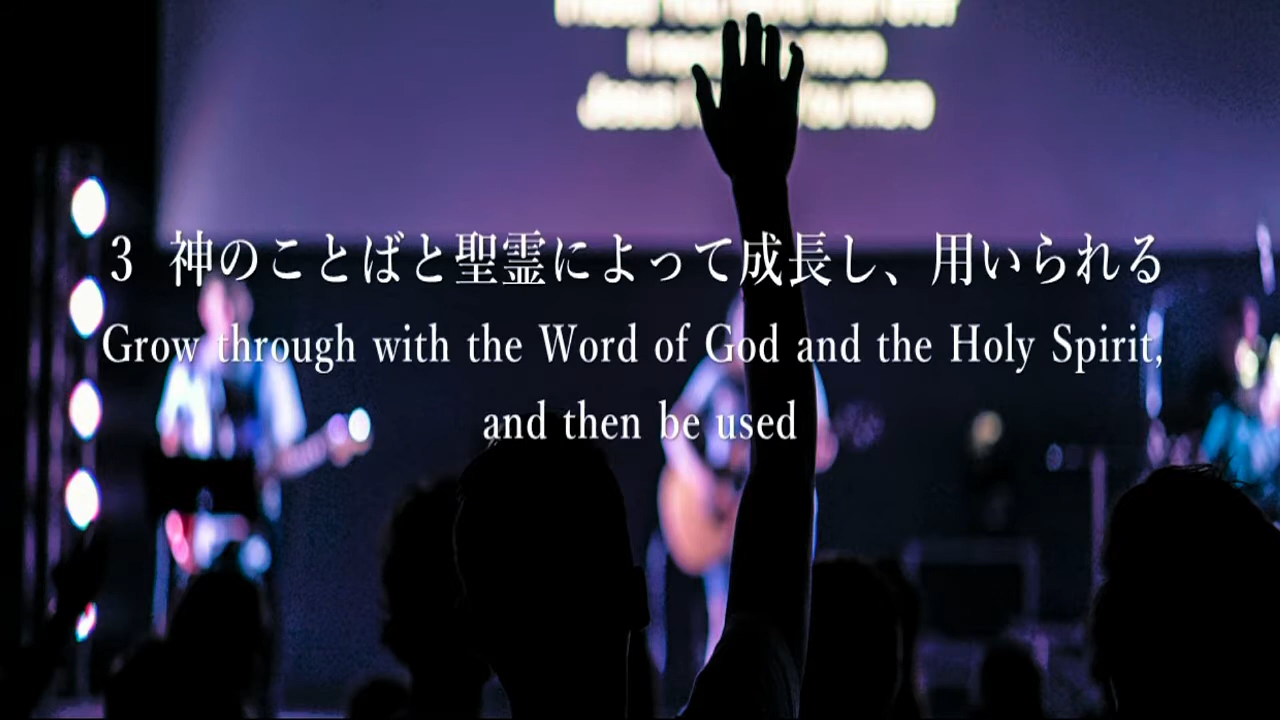 3 神のことばと聖霊によって成長し、用いられる
Grow through with the Word of God and the Holy Spirit,
and then be used